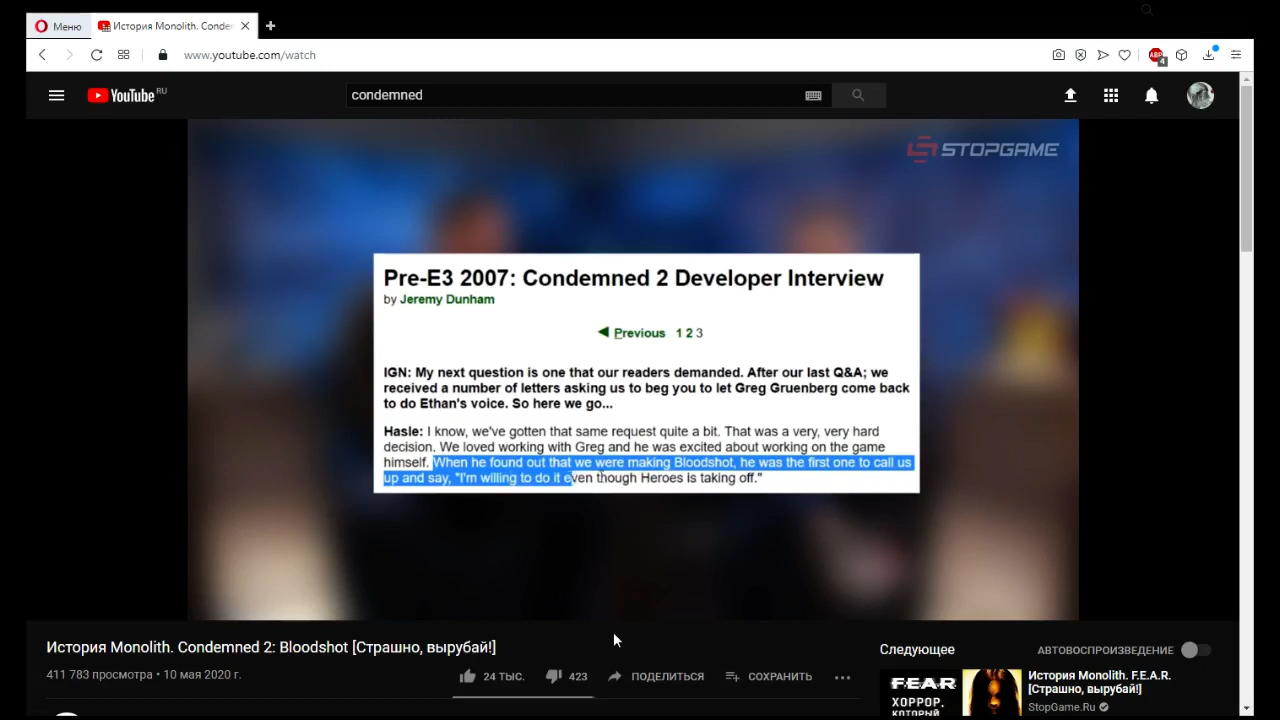 Меню
История Monolith. Conde
www.youtube.com/watch
ABP
4
YouTube RU
condemned
STOPGAME
Pre-E3 2007: Condemned 2 Developer Interview
by Jeremy Dunham
Previous 1 2 3
IGN: My next question is one that our readers demanded. After our last Q&A; we
received a number of letters asking us to beg you to let Greg Gruenberg come back
to do Ethan's voice. So here we go...
Hasle: I know, we've gotten that same request quite a bit. That was a very, very hard
decision. We loved working with Greg and he was excited about working on the game
himself. When he found out that we were making Bloodshot, he was the first one to call us
up and say, "I'm willing to do it even though Heroes is taking off."
История Monolith. Condemned 2: Bloodshot [Страшно, вырубай!]
411 783 просмотра • 10 мая 2020 г.
24 ТЫС.
423
ПОДЕЛИТЬСЯ
СОХРАНИТЬ
Следующее
АВТОВОСПРОИЗВЕДЕНИЕ
FEAR
ХОРРОР,
КОТОРЫЙ
История Monolith. F.E.A.R.
[Страшно, вырубай!]
StopGame.Ru